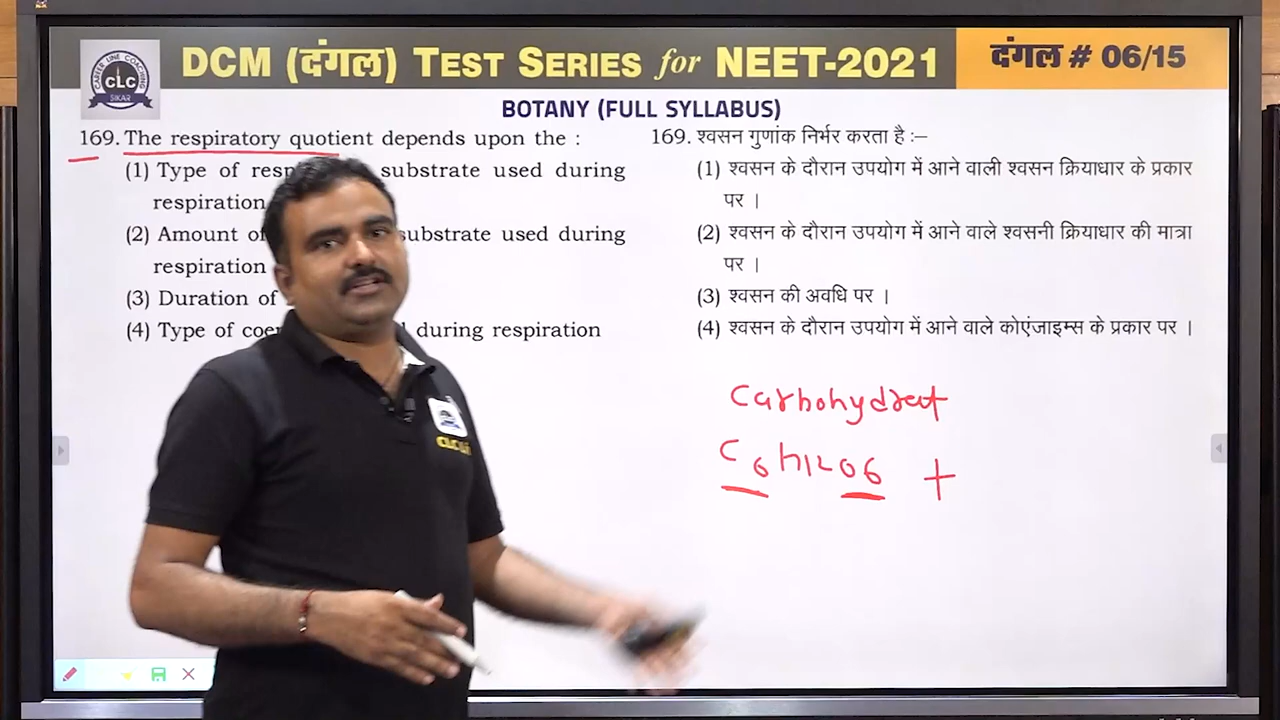 DCM (दंगल) TEST SERIES for NEET-2021
दंगल # 06/15
CAREER LINE COACHING
CLC
SIKAR
BOTANY (FULL SYLLABUS)
169. The respiratory quotient depends upon the :
(1) Type of substrate used during
respiration
(2) Amount of substrate used during
respiration
(3) Duration of
(4) Type of during respiration
169. श्वसन गुणांक निर्भर करता है :–
(1) श्वसन के दौरान उपयोग में आने वाली श्वसन क्रियाधार के प्रकार
पर ।
(2) श्वसन के दौरान उपयोग में आने वाले श्वसनी क्रियाधार की मात्रा
पर ।
(3) श्वसन की अवधि पर ।
(4) श्वसन के दौरान उपयोग में आने वाले कोएंजाइम्स के प्रकार पर ।
Carbohydrat
C6H12O6 +